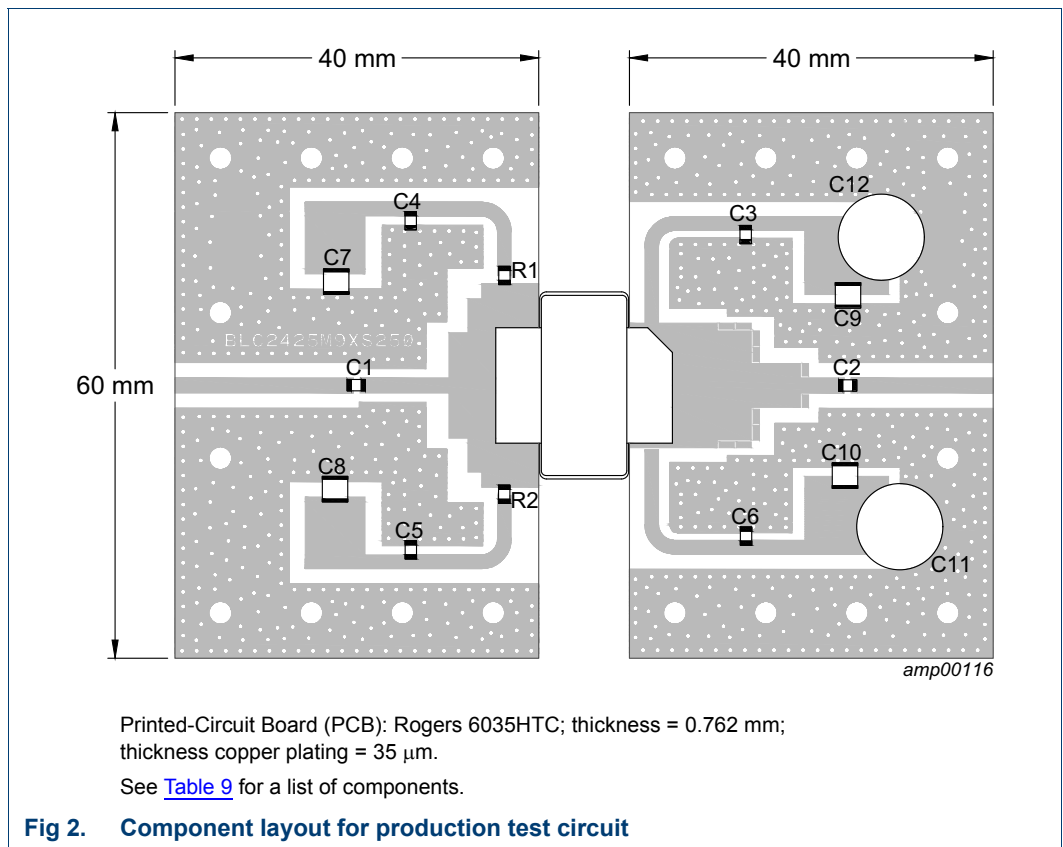 40 mm
40 mm
C12
C4
C3
C7
R1
C9
BLC2425M9XS250
C1
C2
60 mm
C8
C10
R2
C5
C6
C11
amp00116
Printed-Circuit Board (PCB): Rogers 6035HTC; thickness = 0.762 mm;
thickness copper plating = 35 μm.
See Table 9 for a list of components.
Fig 2. Component layout for production test circuit